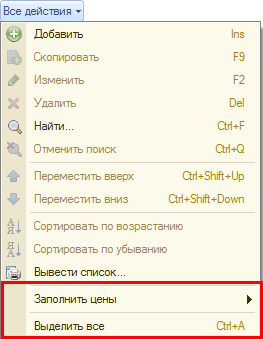 Все действия
Добавить Ins
Скопировать F9
Изменить F2
Удалить Del
Найти... Ctrl+F
Отменить поиск Ctrl+Q
Переместить вверх Ctrl+Shift+Up
Переместить вниз Ctrl+Shift+Down
Сортировать по возрастанию
Сортировать по убыванию
Вывести список...
Заполнить цены
Выделить все Ctrl+A